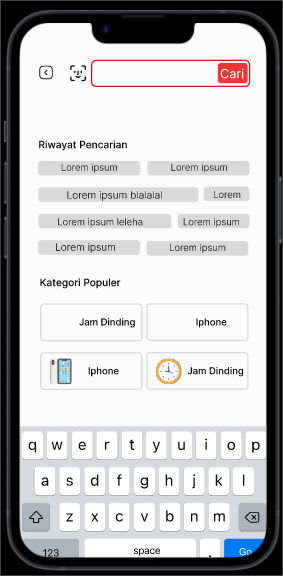 Cari
Riwayat Pencarian
Lorem ipsum Lorem ipsum
Lorem ipsum blalalal Lorem
Lorem ipsum leleha Lorem ipsum
Lorem ipsum Lorem ipsum
Kategori Populer
Jam Dinding Iphone
Iphone Jam Dinding
q w e r t y u i o p
a s d f g h j k l
z x c v b n m
123 space . Go